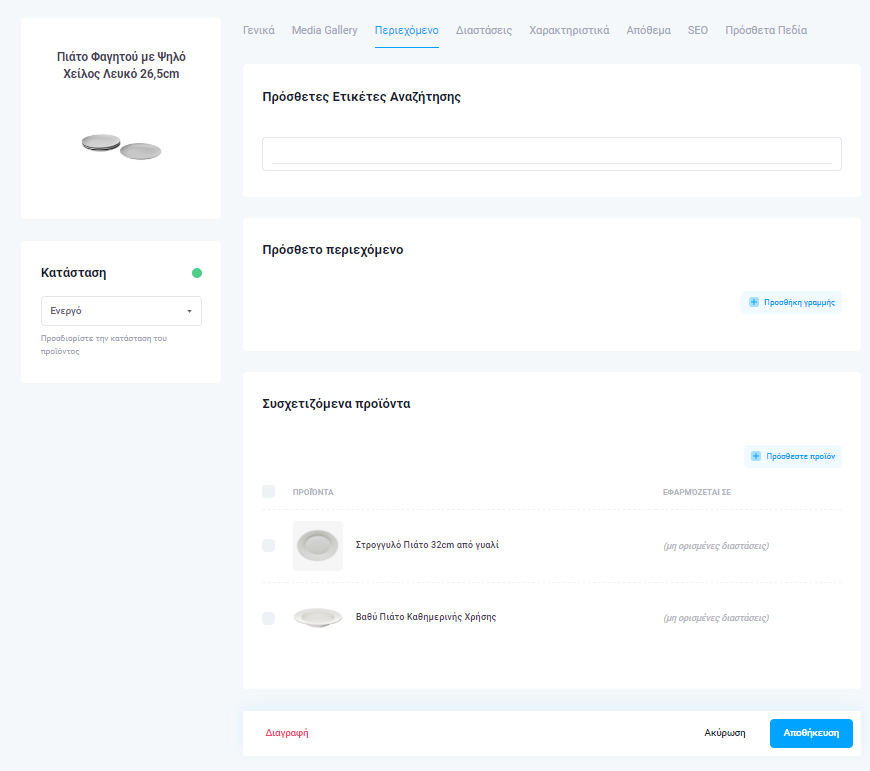 Πιάτο Φαγητού με Ψηλό
Χείλος Λευκό 26,5cm
Κατάσταση
Ενεργό
Προσδιορίστε την κατάσταση του
προϊόντος
Γενικά Media Gallery Περιεχόμενο Διαστάσεις Χαρακτηριστικά Απόθεμα SEO Πρόσθετα Πεδία
Πρόσθετες Ετικέτες Αναζήτησης
Πρόσθετο περιεχόμενο
Προσθήκη γραμμής
Συσχετιζόμενα προϊόντα
Πρόσθεστε προϊόν
ΠΡΟΪΌΝΤΑ ΕΦΑΡΜΌΖΕΤΑΙ ΣΕ
Στρογγυλό Πιάτο 32cm από γυαλί (μη ορισμένες διαστάσεις)
Βαθύ Πιάτο Καθημερινής Χρήσης (μη ορισμένες διαστάσεις)
Διαγραφή Ακύρωση Αποθήκευση